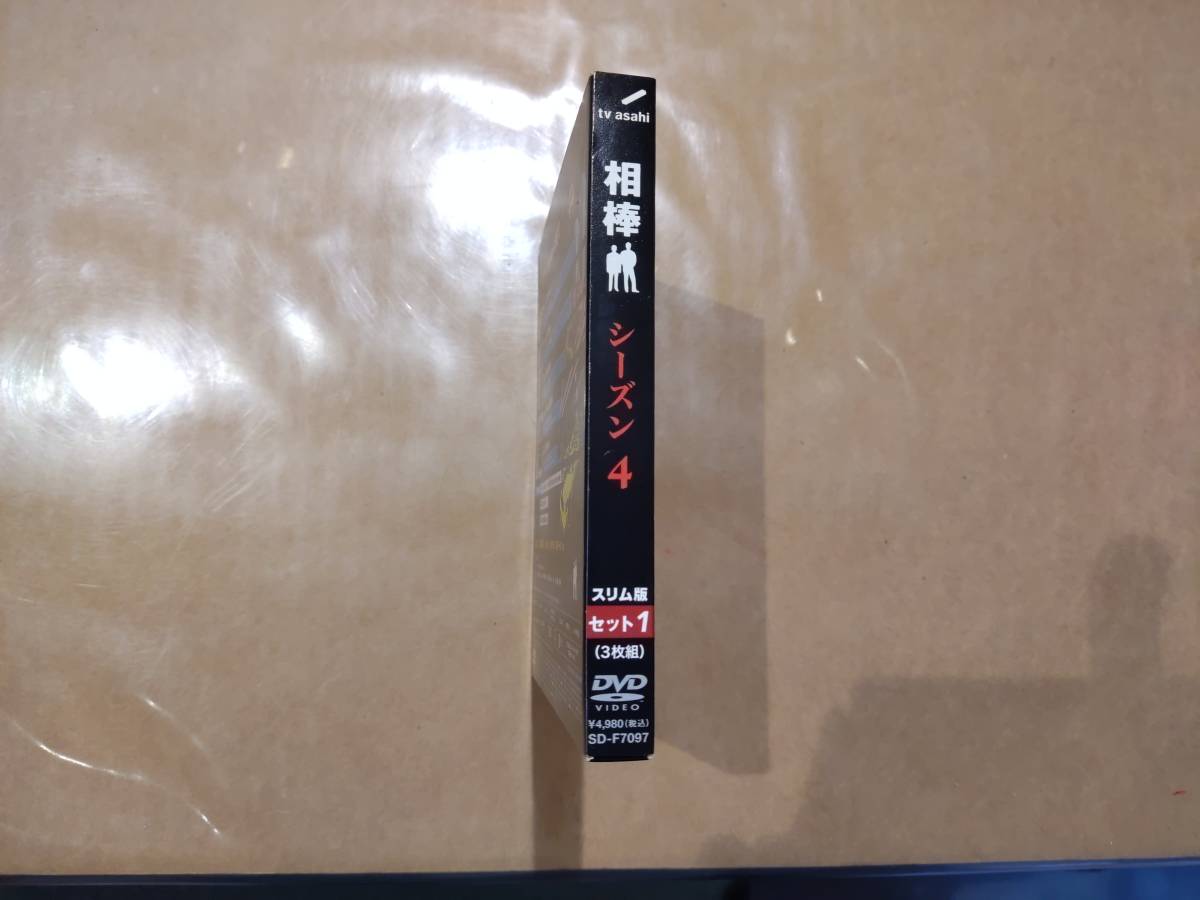 tv asahi
相棒
シーズン 4
スリム版
セット1
(3枚組)
DVD
VIDEO
¥4,980(税込)
SD-F7097